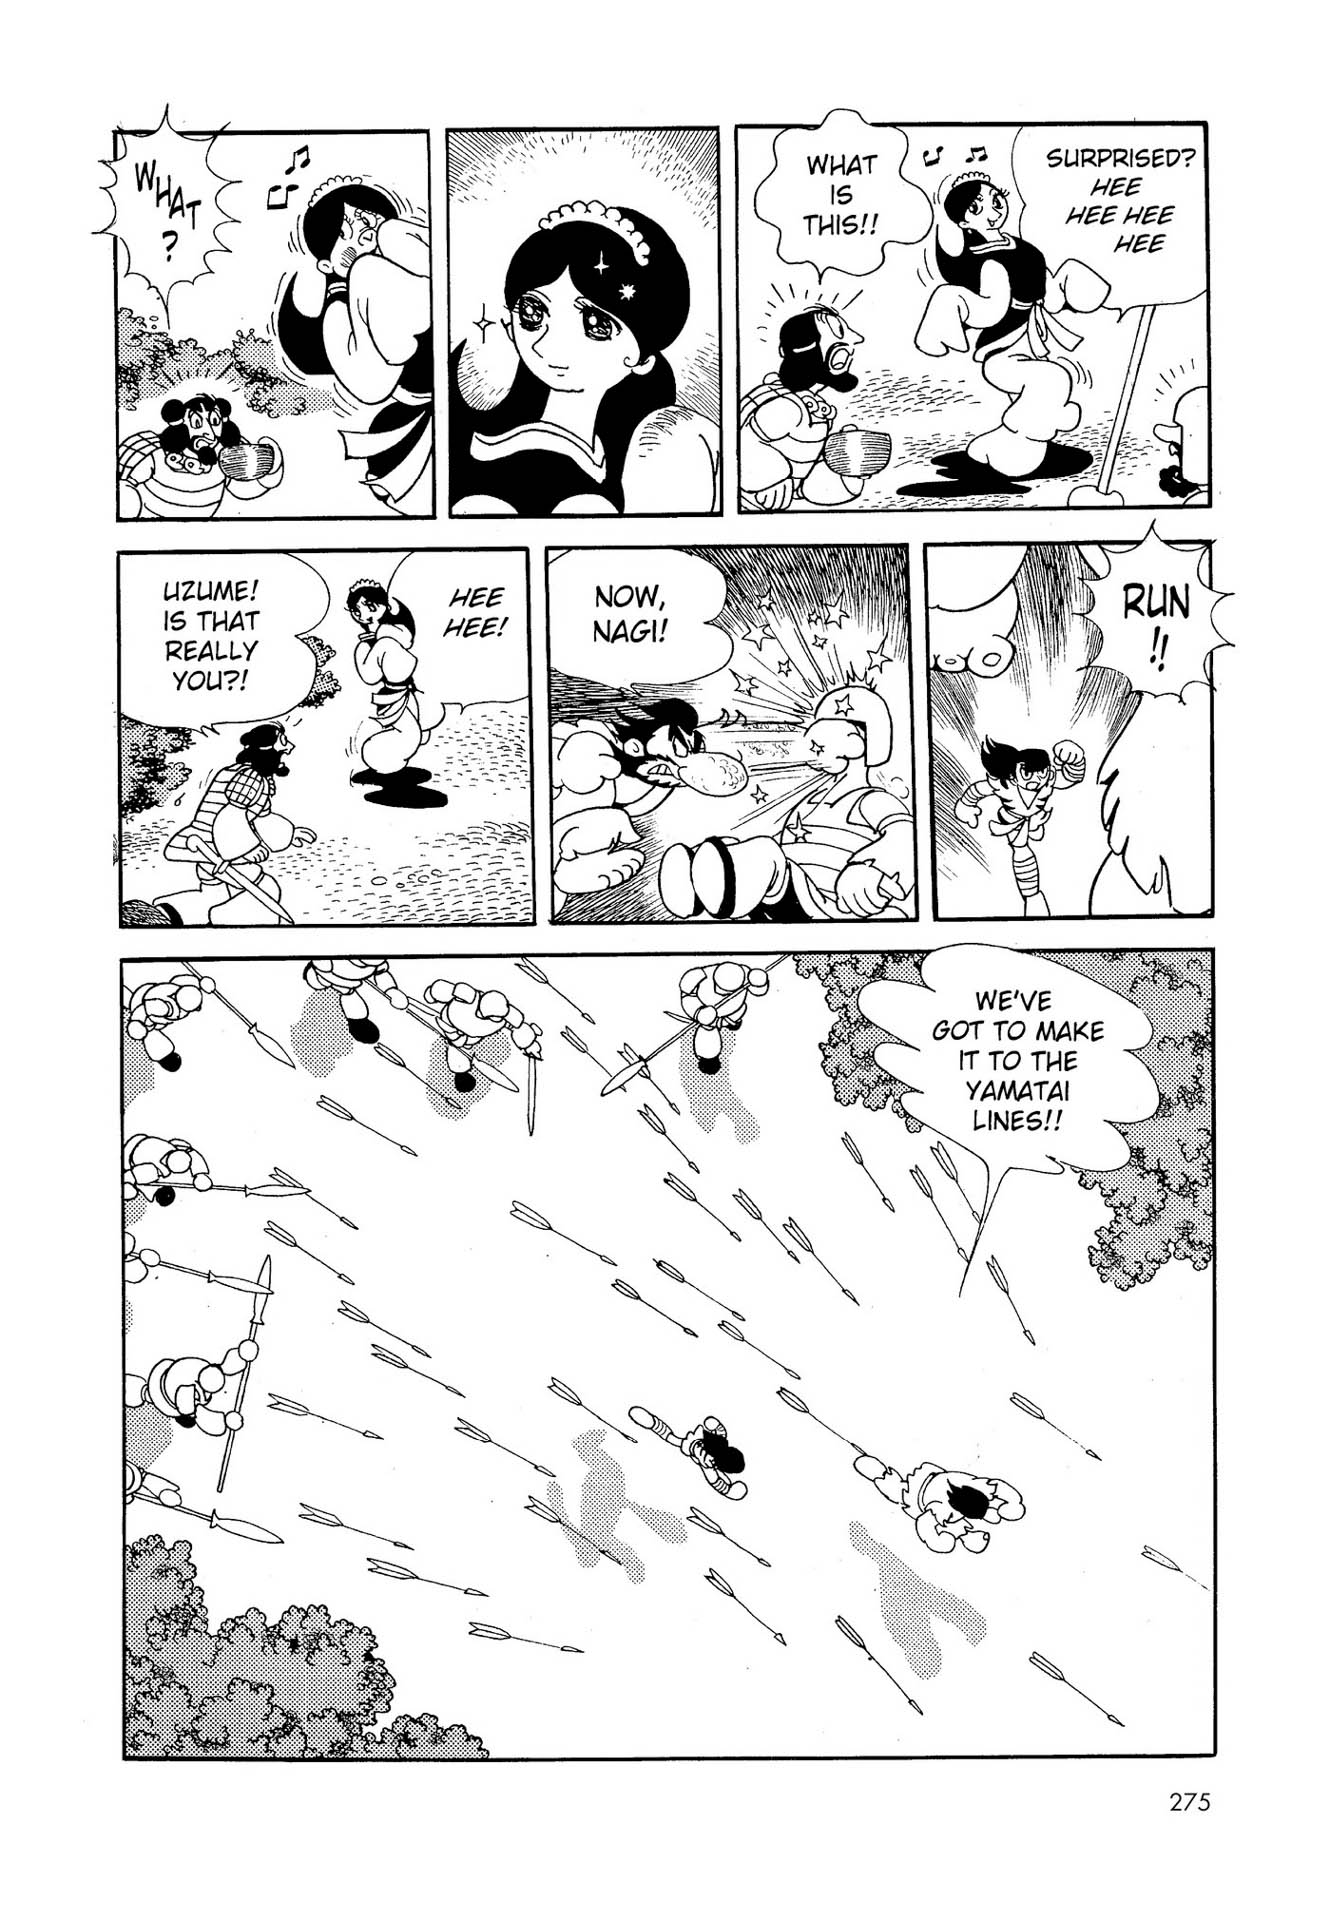 WHAT
?
WHAT
IS
THIS!!
SURPRISED?
HEE
HEE HEE
HEE
UZUME!
IS THAT
REALLY
YOU?!
HEE
HEE!
NOW,
NAGI!
RUN
!!
WE'VE
GOT TO MAKE
IT TO THE
YAMATAI
LINES!!
275